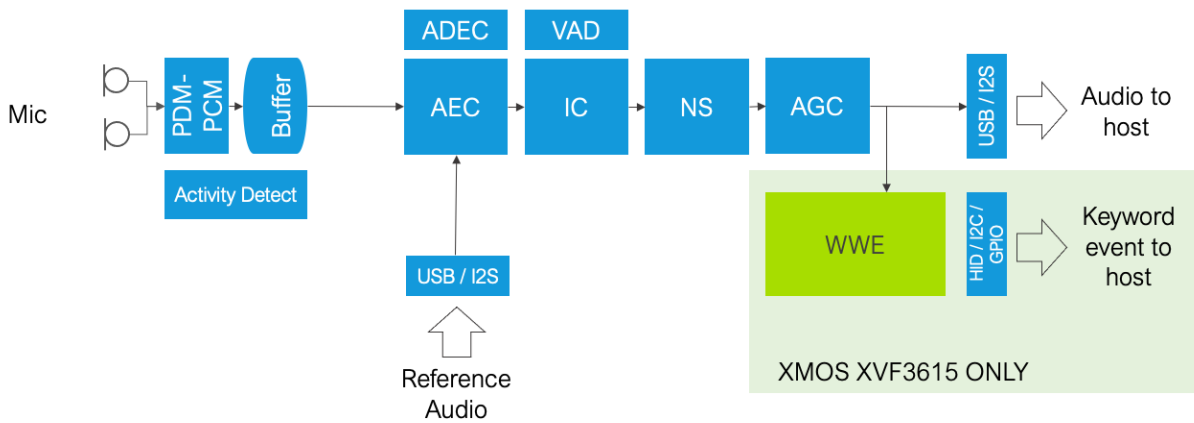 Mic
PDM-
PCM
Buffer
Activity Detect
ADEC
AEC
VAD
IC
NS
AGC
USB / I2S
Audio to
host
USB / I2S
Reference
Audio
WWE
HID / I2C /
GPIO
Keyword
event to
host
XMOS XVF3615 ONLY